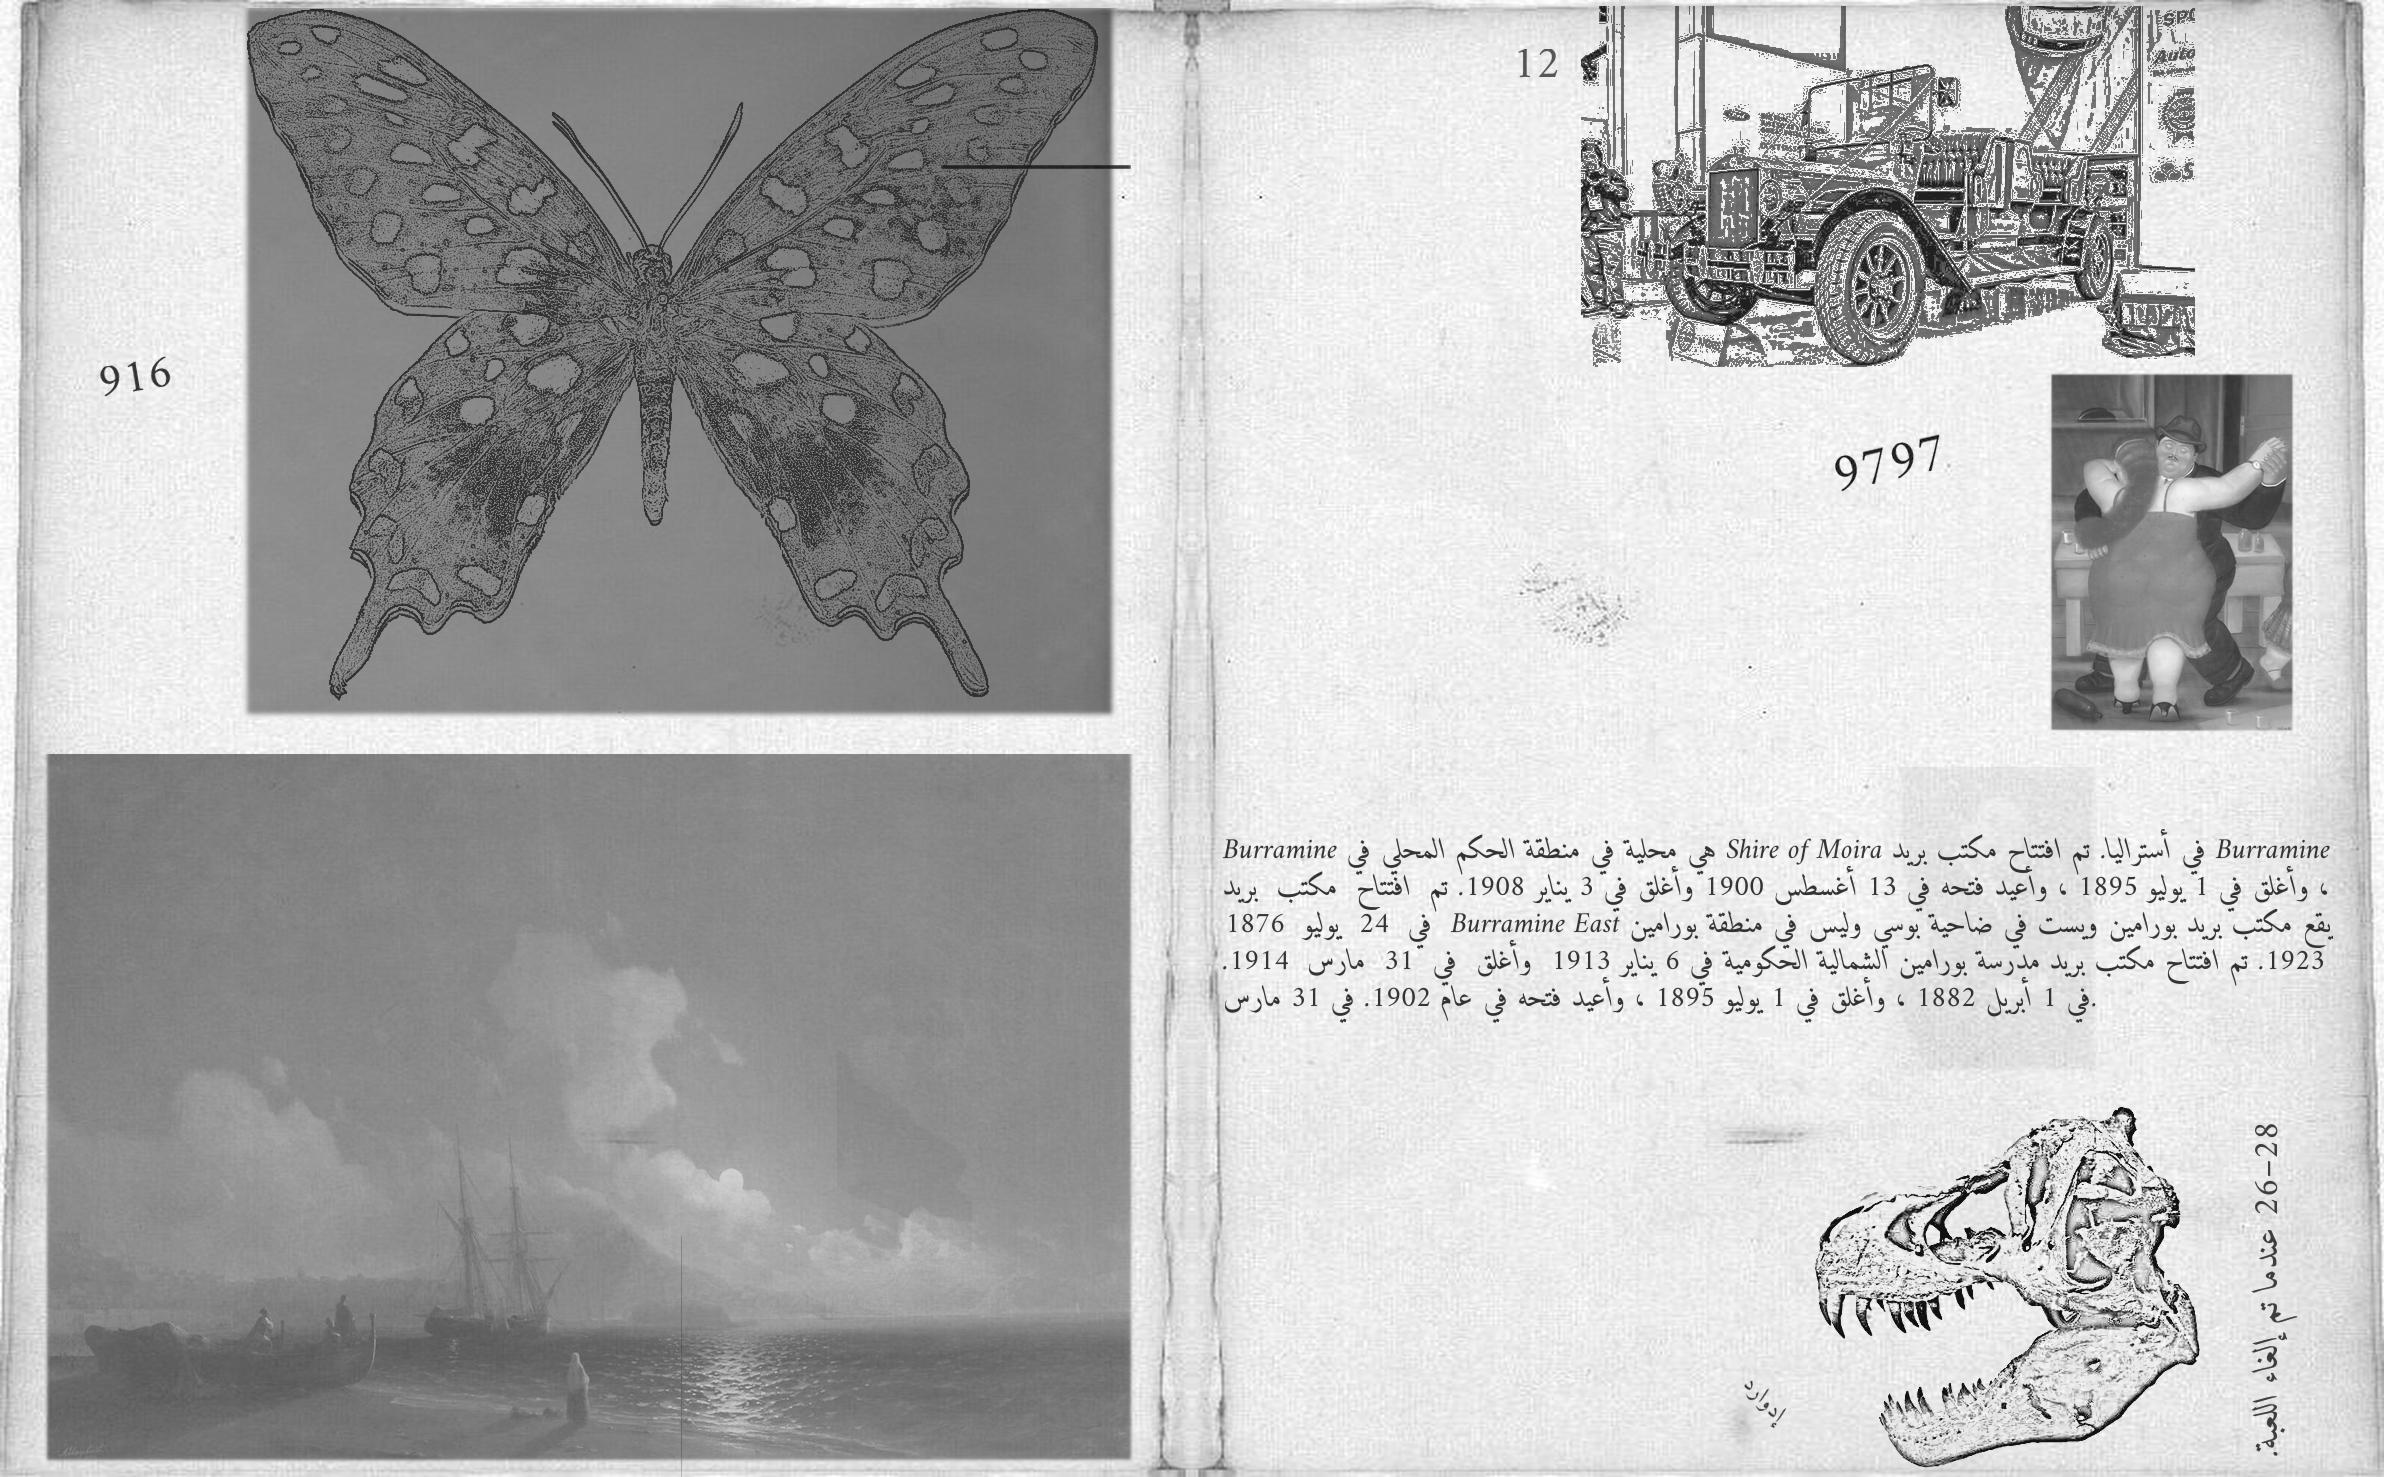 12
SPO
Auto
916
9797
Burramine في أستراليا. تم افتتاح مكتب بريد Shire of Moira هي محلية في منطقة الحكم المحلي في Burramine
، وأغلق في 1 يوليو 1895 ، وأعيد فتحه في 13 أغسطس 1900 وأغلق في 3 يناير 1908. تم افتتاح مكتب بريد
يقع مكتب بريد بورامين ويست في ضاحية بوسي وليس في منطقة بورامين Burramine East في 24 يوليو 1876
1923. تم افتتاح مكتب بريد مدرسة بورامين الشمالية الحكومية في 6 يناير 1913 وأغلق في 31 مارس 1914.
في 1 أبريل 1882 ، وأغلق في 1 يوليو 1895 ، وأعيد فتحه في عام 1902. في 31 مارس.
26-28 عندما تم إلغاء اللعبة.
إدوارد